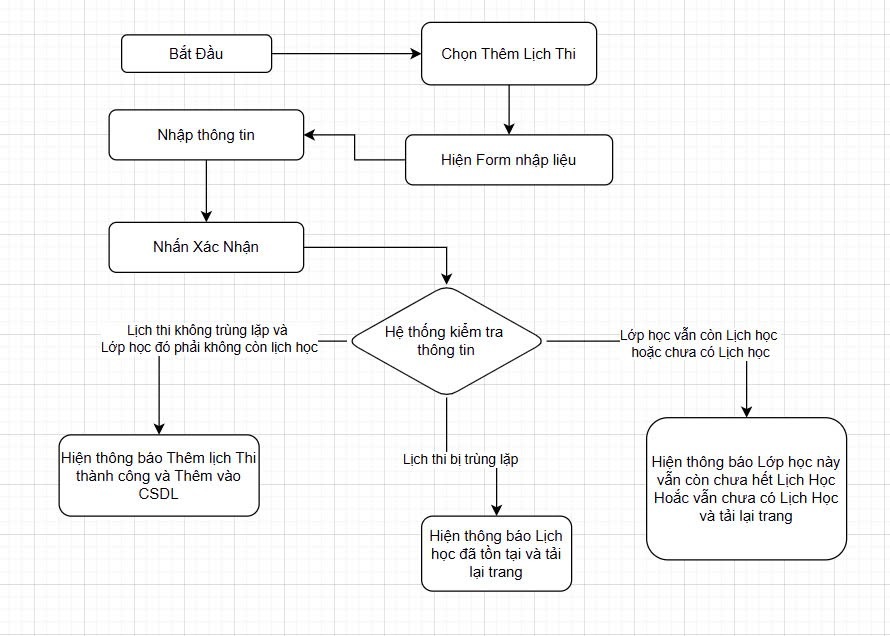 Bắt Đầu
Chọn Thêm Lịch Thi
Nhập thông tin
Hiện Form nhập liệu
Nhấn Xác Nhận
Hệ thống kiểm tra
thông tin
Lịch thi không trùng lặp và
Lớp học đó phải không còn lịch học
Lớp học vẫn còn Lịch học
hoặc chưa có Lịch học
Lịch thi bị trùng lặp
Hiện thông báo Thêm lịch Thi
thành công và Thêm vào
CSDL
Hiện thông báo Lịch
học đã tồn tại và tải
lại trang
Hiện thông báo Lớp học này
vẫn còn chưa hết Lịch Học
Hoắc vẫn chưa có Lịch Học
và tải lại trang